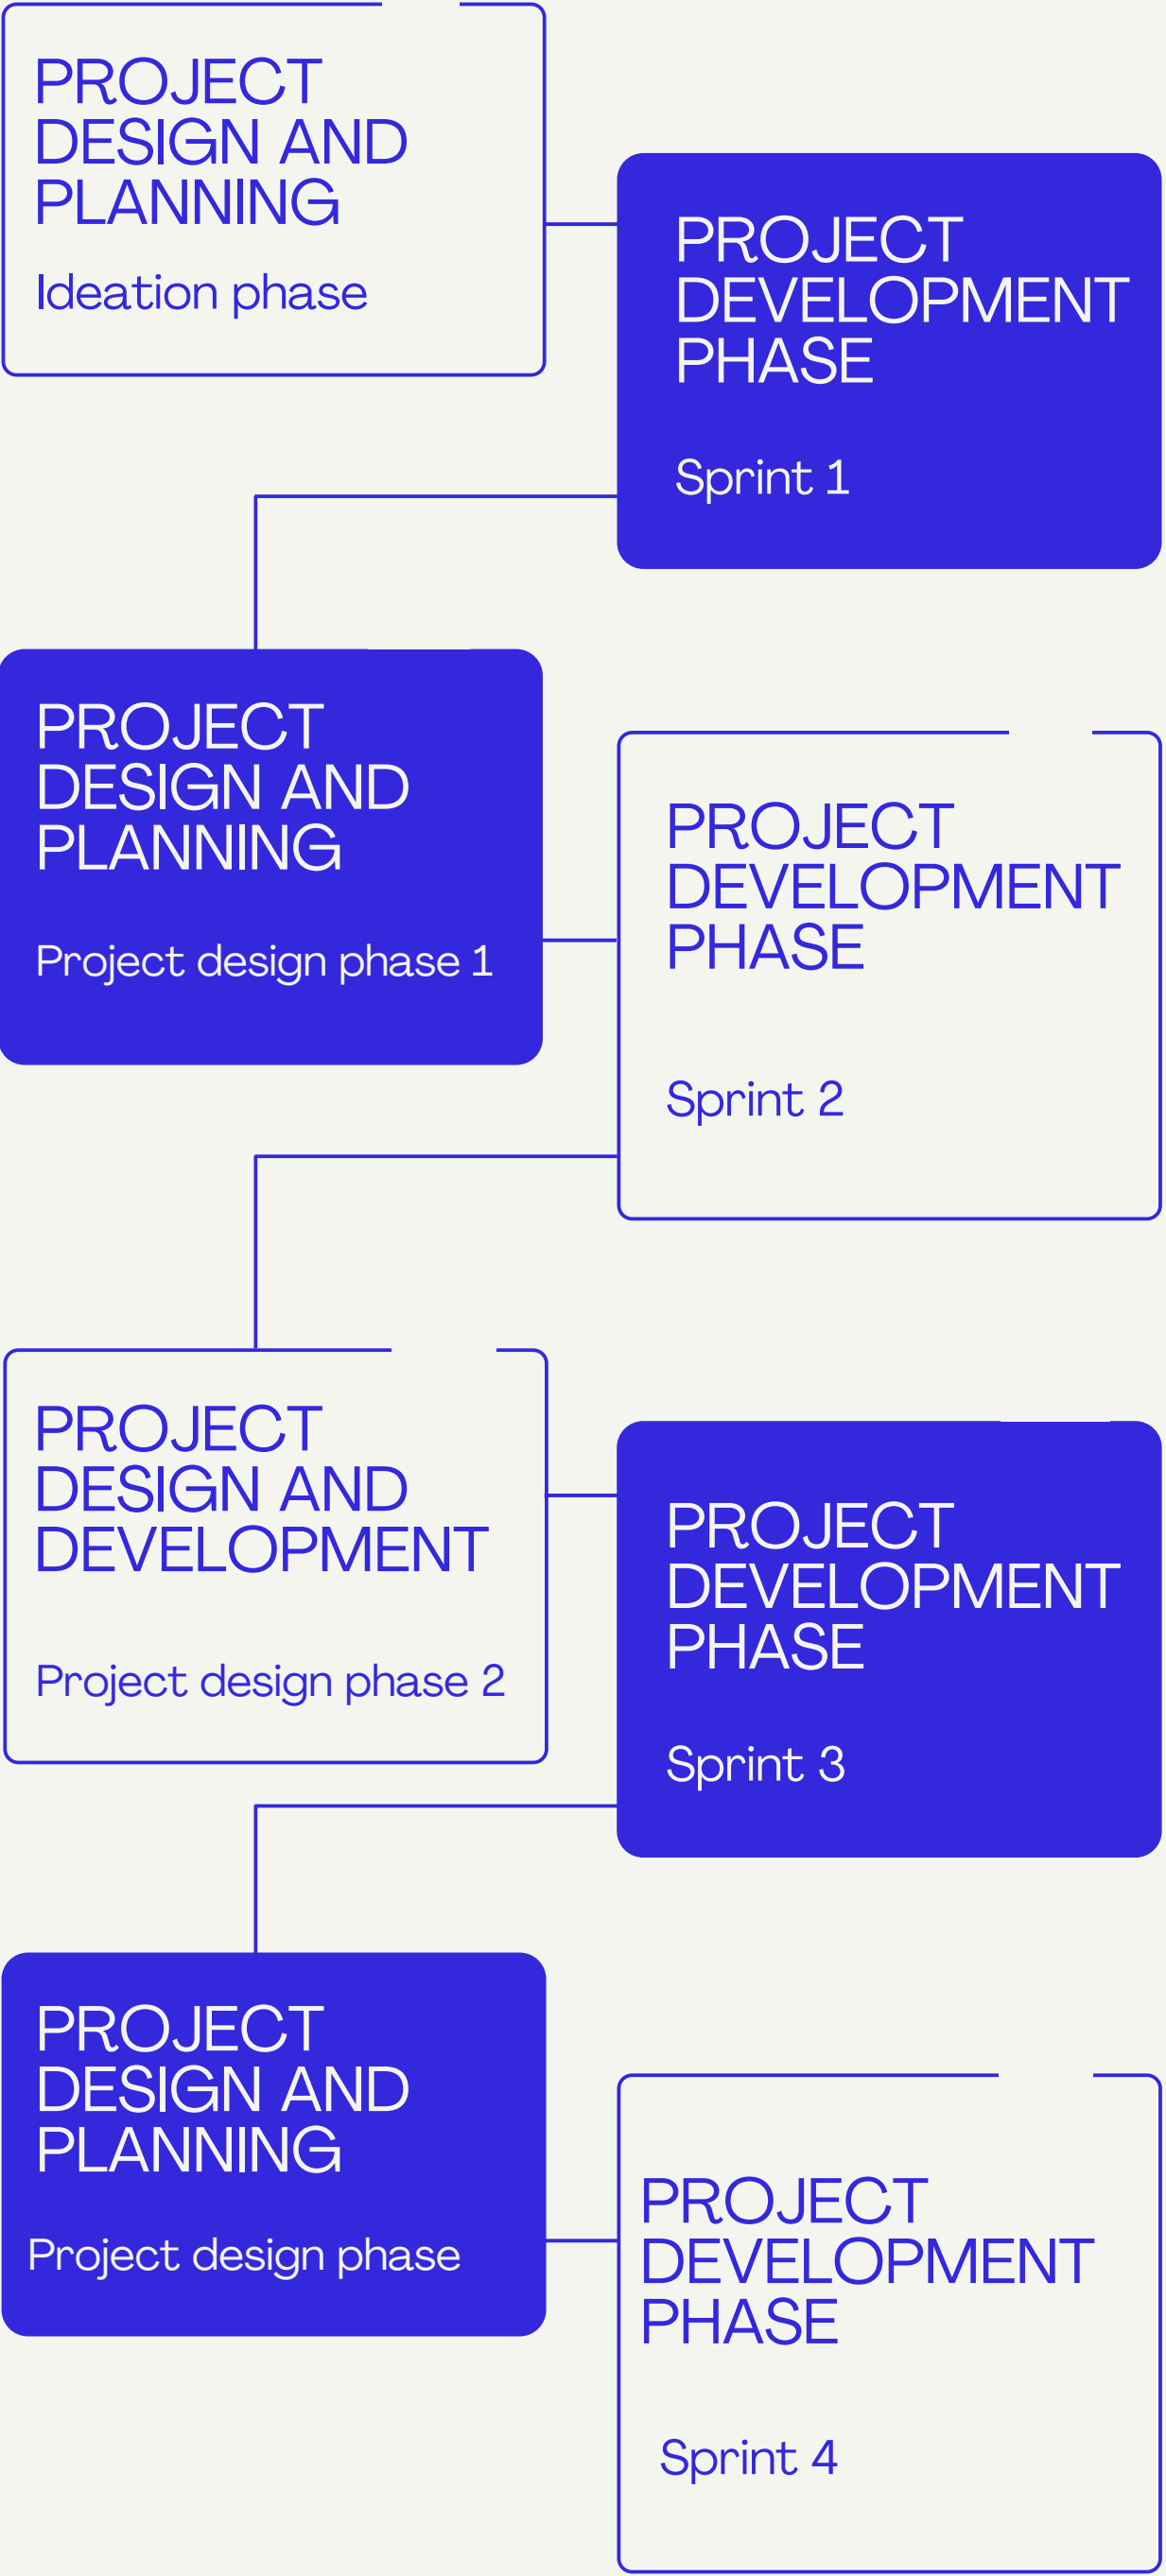 PROJECT
DESIGN AND
PLANNING
Ideation phase
PROJECT
DEVELOPMENT
PHASE
Sprint 1
PROJECT
DESIGN AND
PLANNING
Project design phase 1
PROJECT
DEVELOPMENT
PHASE
Sprint 2
PROJECT
DESIGN AND
DEVELOPMENT
Project design phase 2
PROJECT
DEVELOPMENT
PHASE
Sprint 3
PROJECT
DESIGN AND
PLANNING
Project design phase
PROJECT
DEVELOPMENT
PHASE
Sprint 4